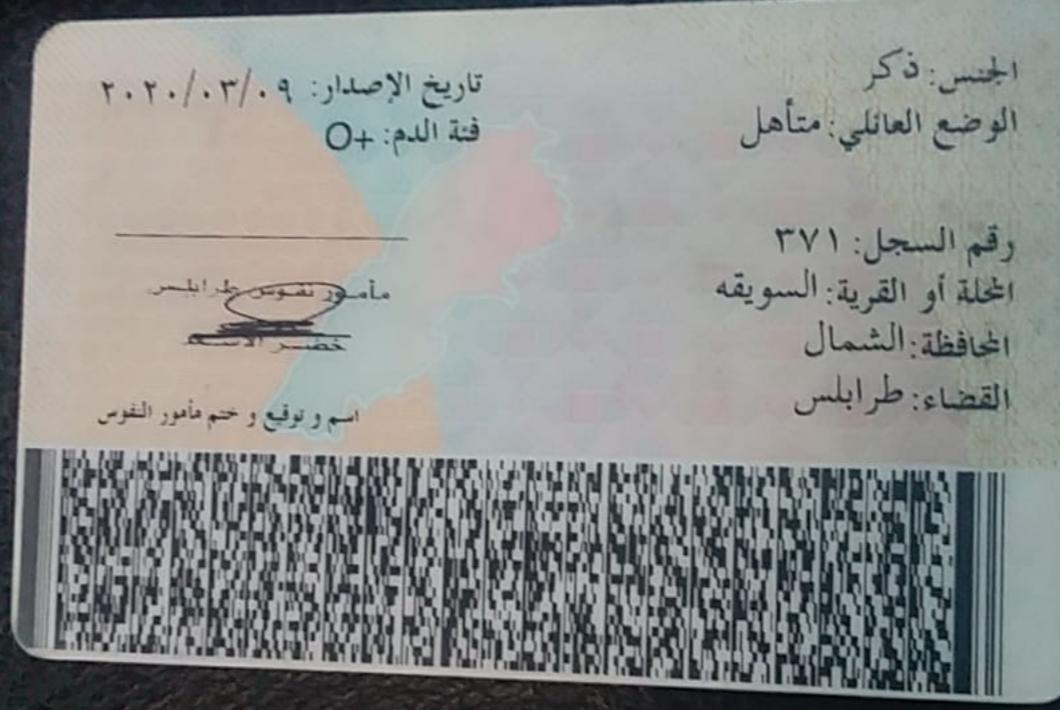 الجنس: ذكر
تاريخ الإصدار: ٢٠٢٠/٠٣/٠٩
الوضع العائلي: متأهل
فئة الدم: O+
رقم السجل: ٣٧١
المحلة أو القرية: السويقه
المحافظة: الشمال
القضاء: طرابلس
مأمور نفوس طرابلس
خضر
اسم و توقيع و ختم مأمور النفوس